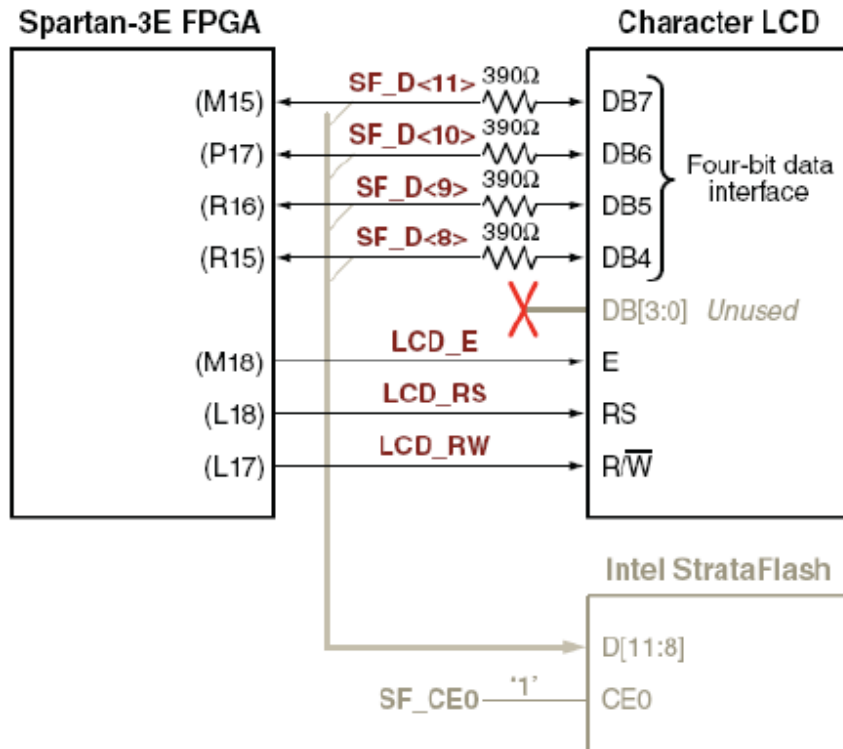 Spartan-3E FPGA
Character LCD
(M15)
SF_D<11>
390Ω
DB7
(P17)
SF_D<10>
390Ω
DB6
(R16)
SF_D<9>
390Ω
DB5
(R15)
SF_D<8>
390Ω
DB4
Four-bit data
interface
DB[3:0] Unused
(M18)
LCD_E
E
(L18)
LCD_RS
RS
(L17)
LCD_RW
R/W̅
Intel StrataFlash
D[11:8]
SF_CE0
‘1’
CE0